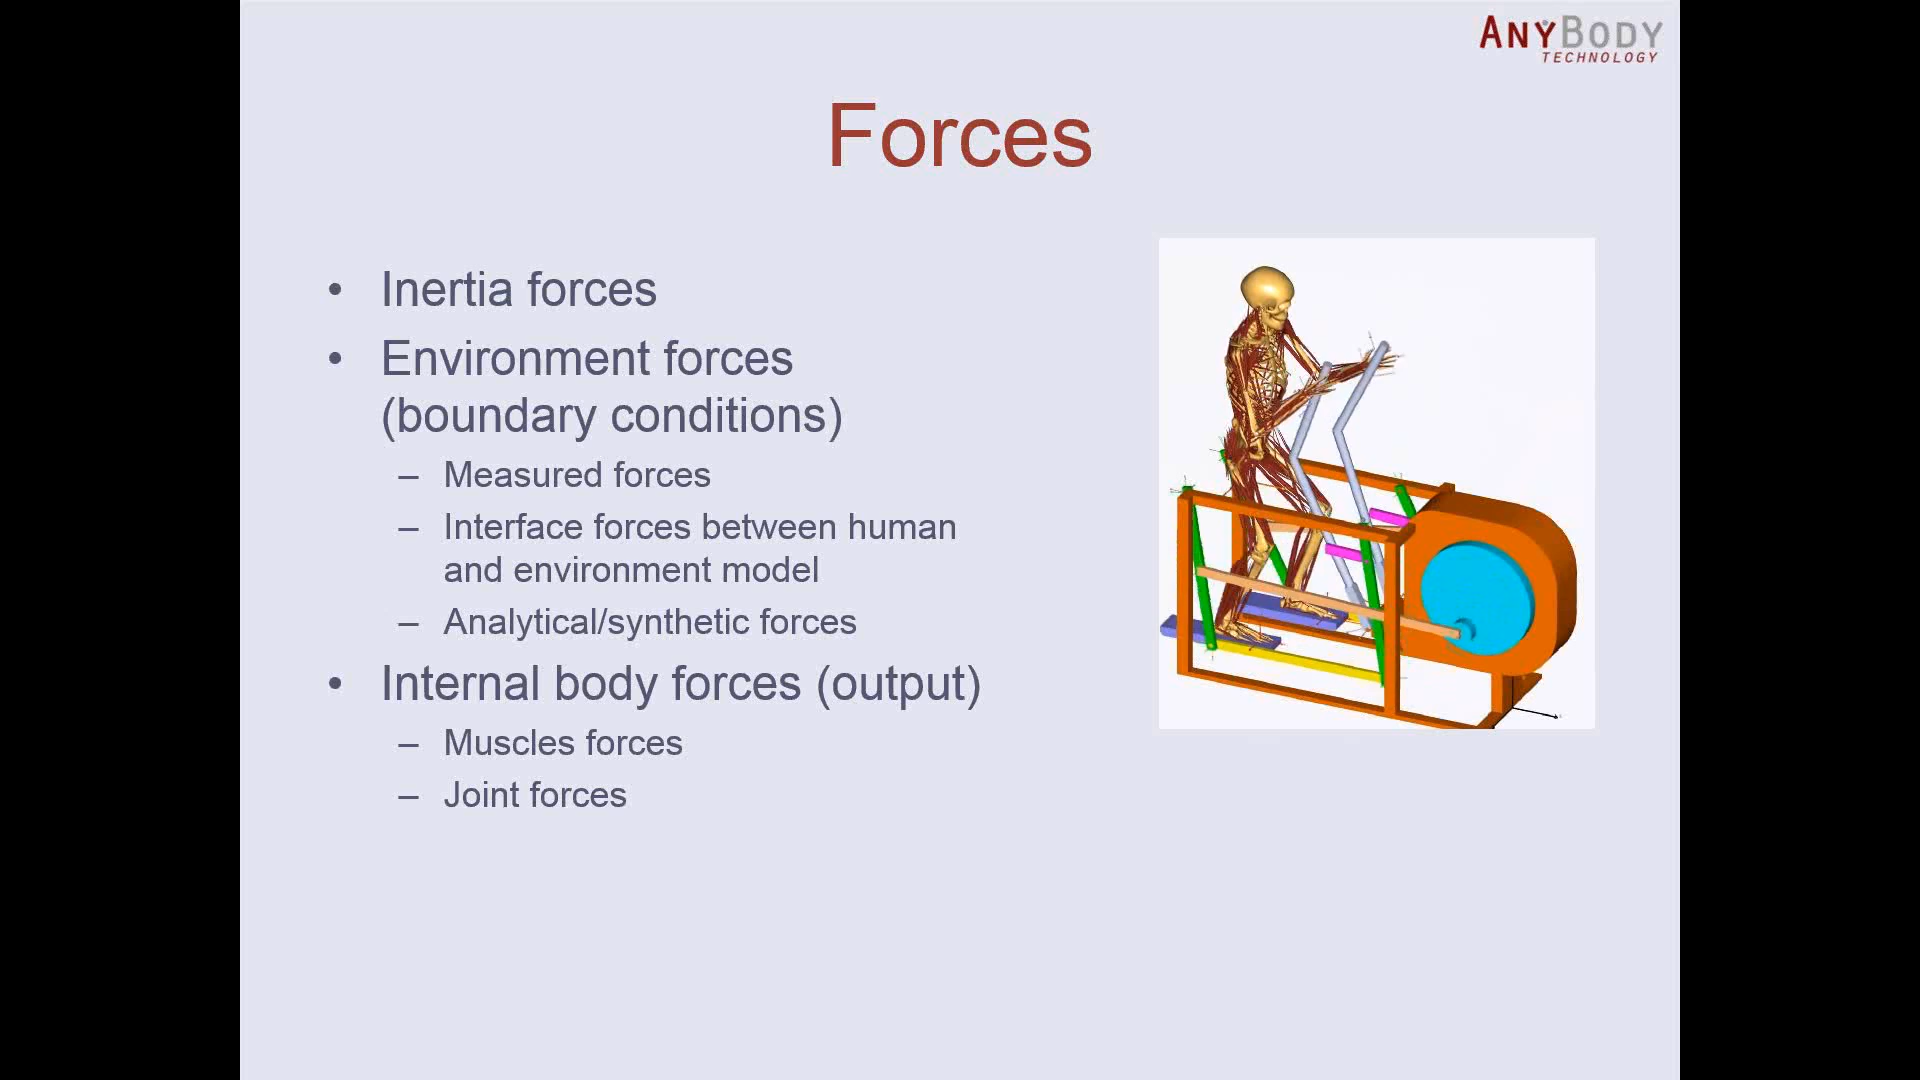 ANYBODY
TECHNOLOGY
Forces
• Inertia forces
• Environment forces
(boundary conditions)
– Measured forces
– Interface forces between human
and environment model
– Analytical/synthetic forces
• Internal body forces (output)
– Muscles forces
– Joint forces